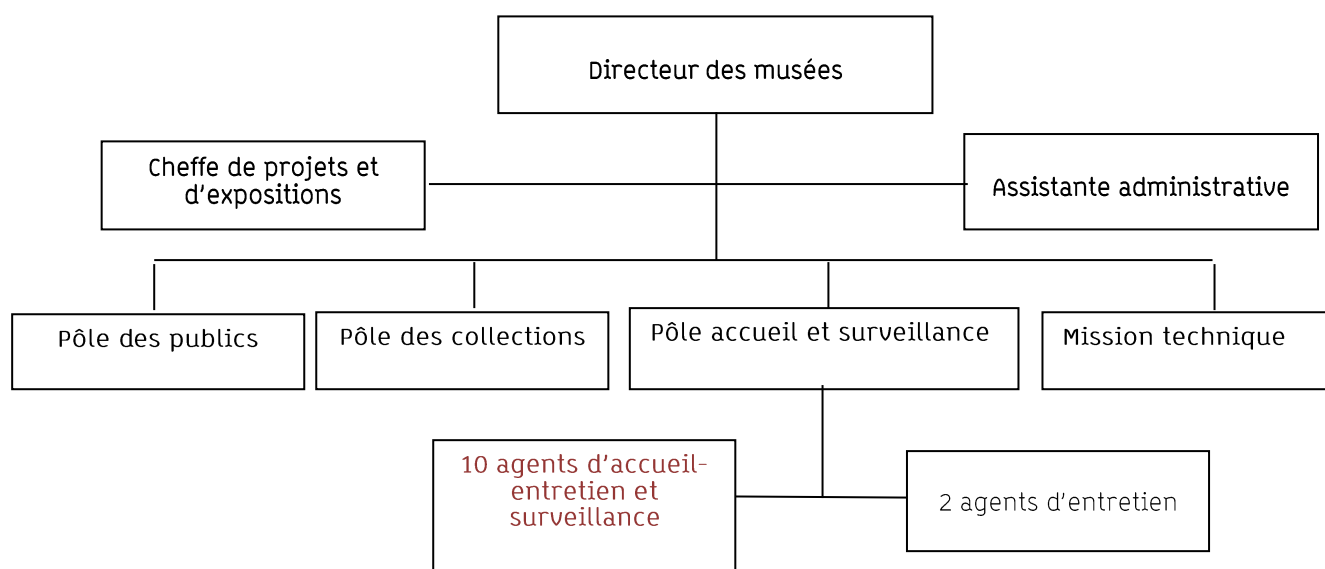 Directeur des musées
Cheffe de projets et
d'expositions
Assistante administrative
Pôle des publics
Pôle des collections
Pôle accueil et surveillance
Mission technique
10 agents d'accueil-
entretien et
surveillance
2 agents d'entretien